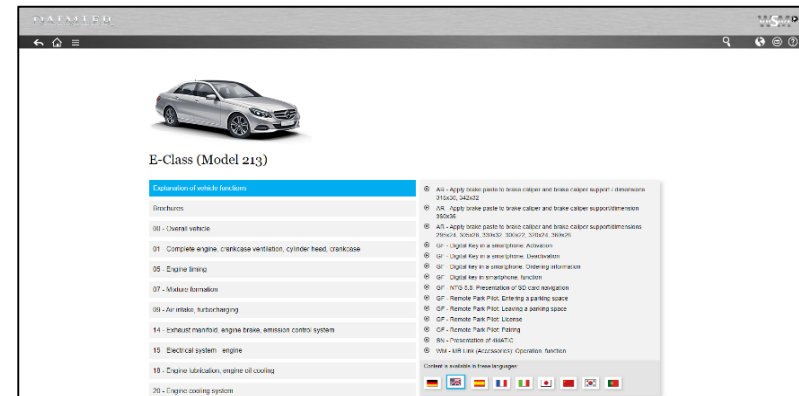 DAIMLER
E-Class (Model 213)
Explanation of vehicle functions
Brochures
00 - Overall vehicle
01 - Complete engine, crankcase ventilation, cylinder head, crankcase
05 - Engine timing
07 - Mixture formation
09 - Air intake, turbocharging
14 - Exhaust manifold, engine brake, emission control system
15 - Electrical system - engine
18 - Engine lubrication, engine oil cooling
20 - Engine cooling system
AR - Apply brake paste to brake caliper and brake caliper support / dimensions
318x30, 342x32
AR - Apply brake paste to brake caliper and brake caliper support/dimension
360x36
AR - Apply brake paste to brake caliper and brake caliper support/dimensions
GF - Digital Key in a smartphone, Activation
GF - Digital Key in a smartphone, Deactivation
GF - Digital Key in a smartphone, Ordering information
GF - Digital key in smartphone, function
GF - NTG 5.5, Presentation of SD card navigation
GF - Remote Park Pilot: Entering a parking space
GF - Remote Park Pilot: Leaving a parking space
GF - Remote Park Pilot: License
GF - Remote Park Pilot: Pairing
SN - Presentation of 4MATIC
WM - MB Link (Accessories): Operation, function
Content is available in these languages